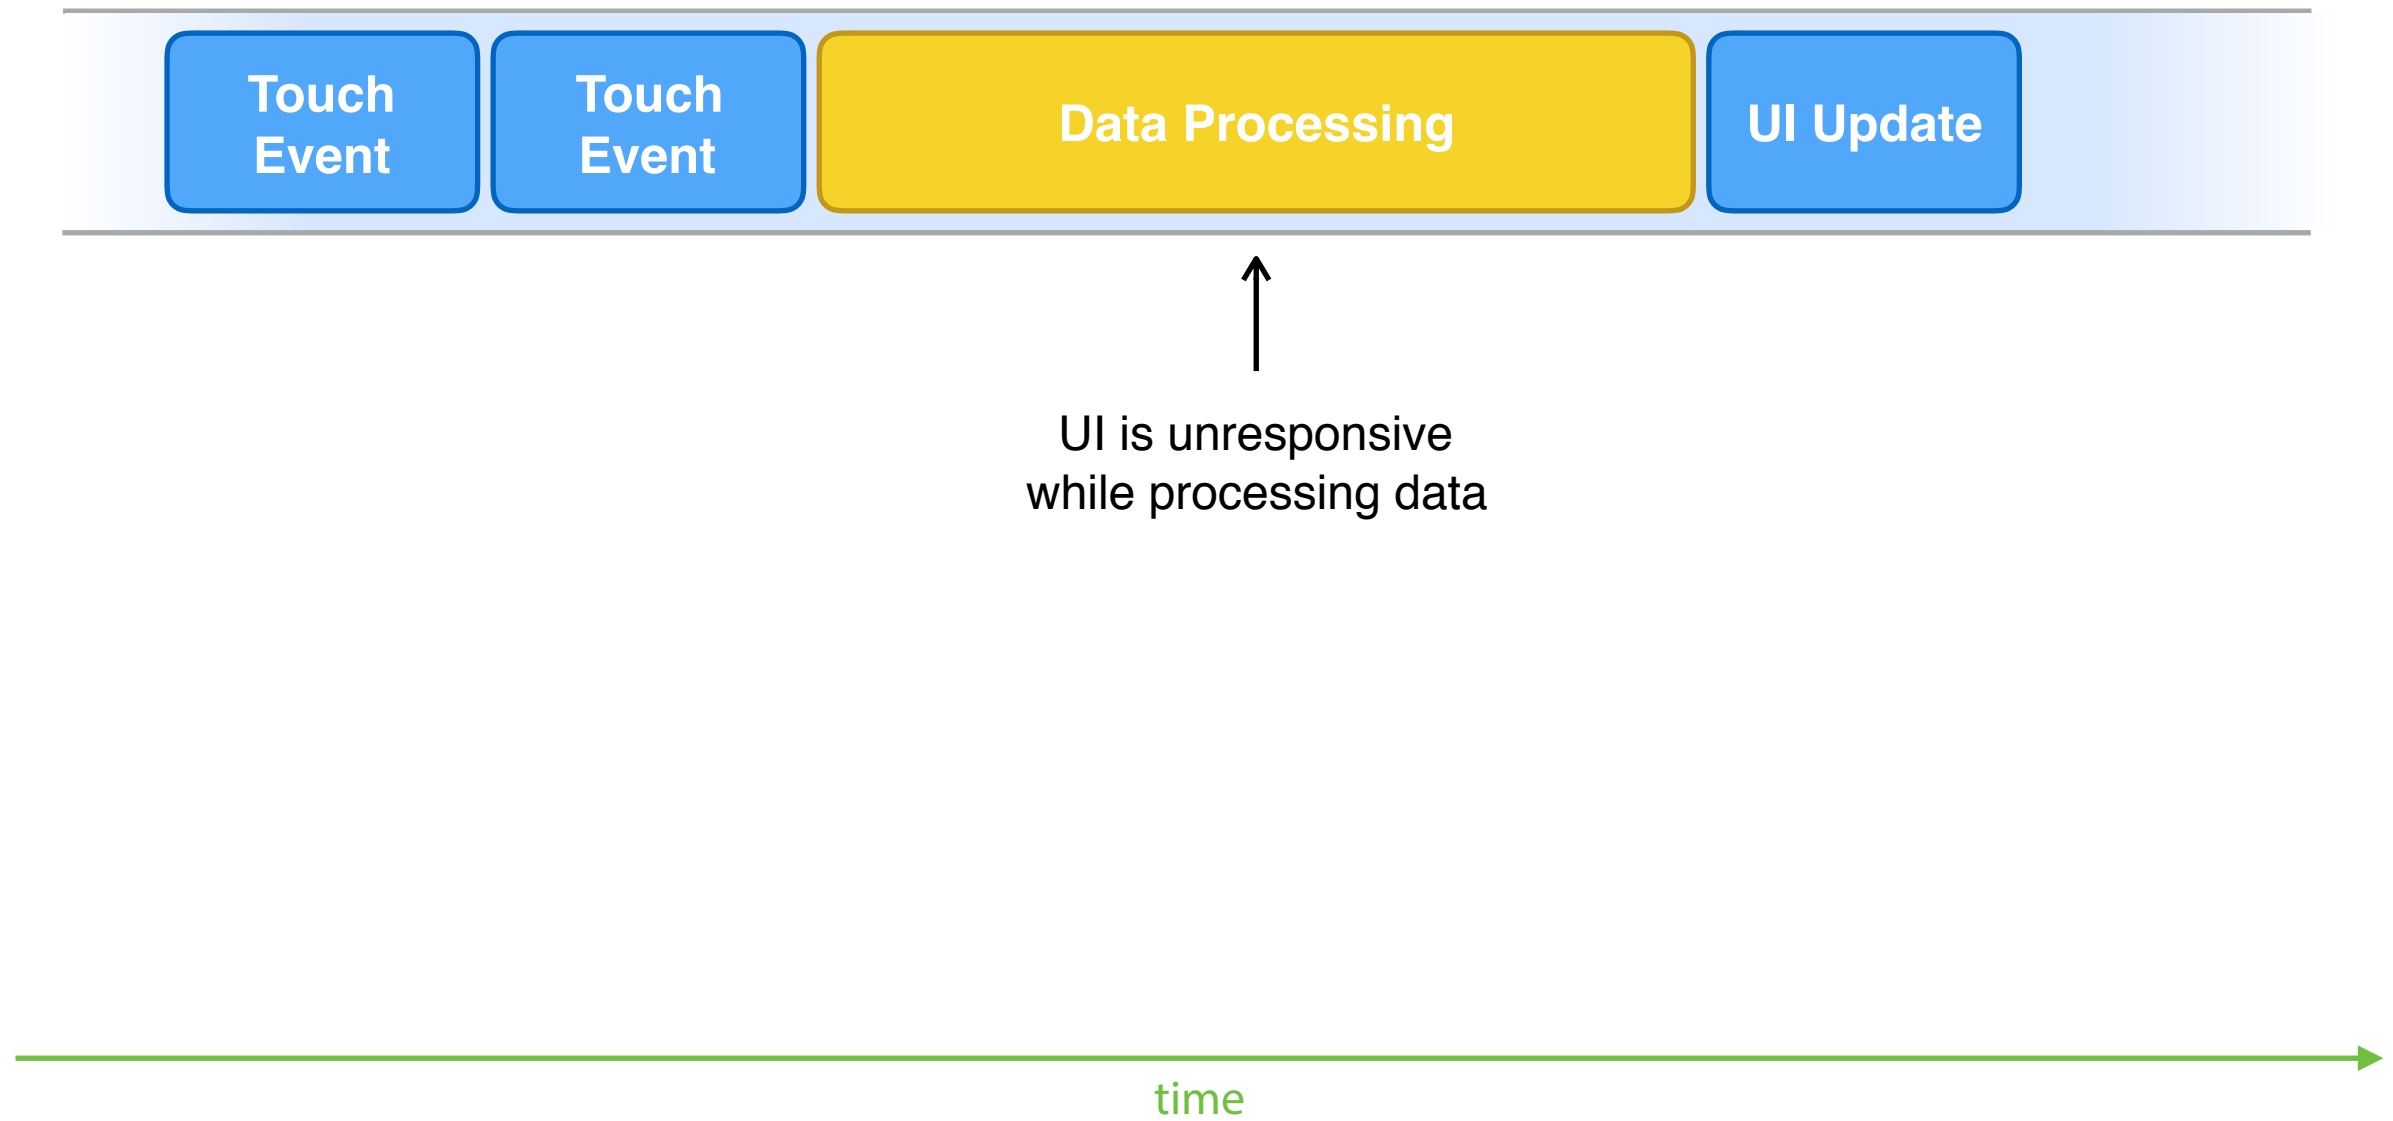 Touch
Event
Touch
Event
Data Processing
UI Update
UI is unresponsive
while processing data
time